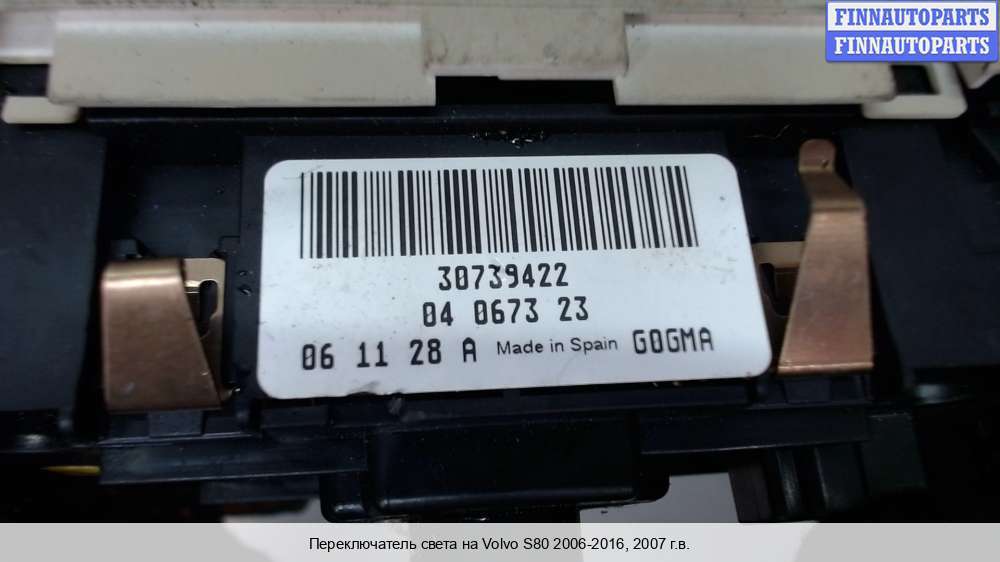 FINNAUTOPARTS
FINNAUTOPARTS
30739422
04 0673 23
06 11 28 A Made in Spain G0GMA
Переключатель света на Volvo S80 2006-2016, 2007 г.в.